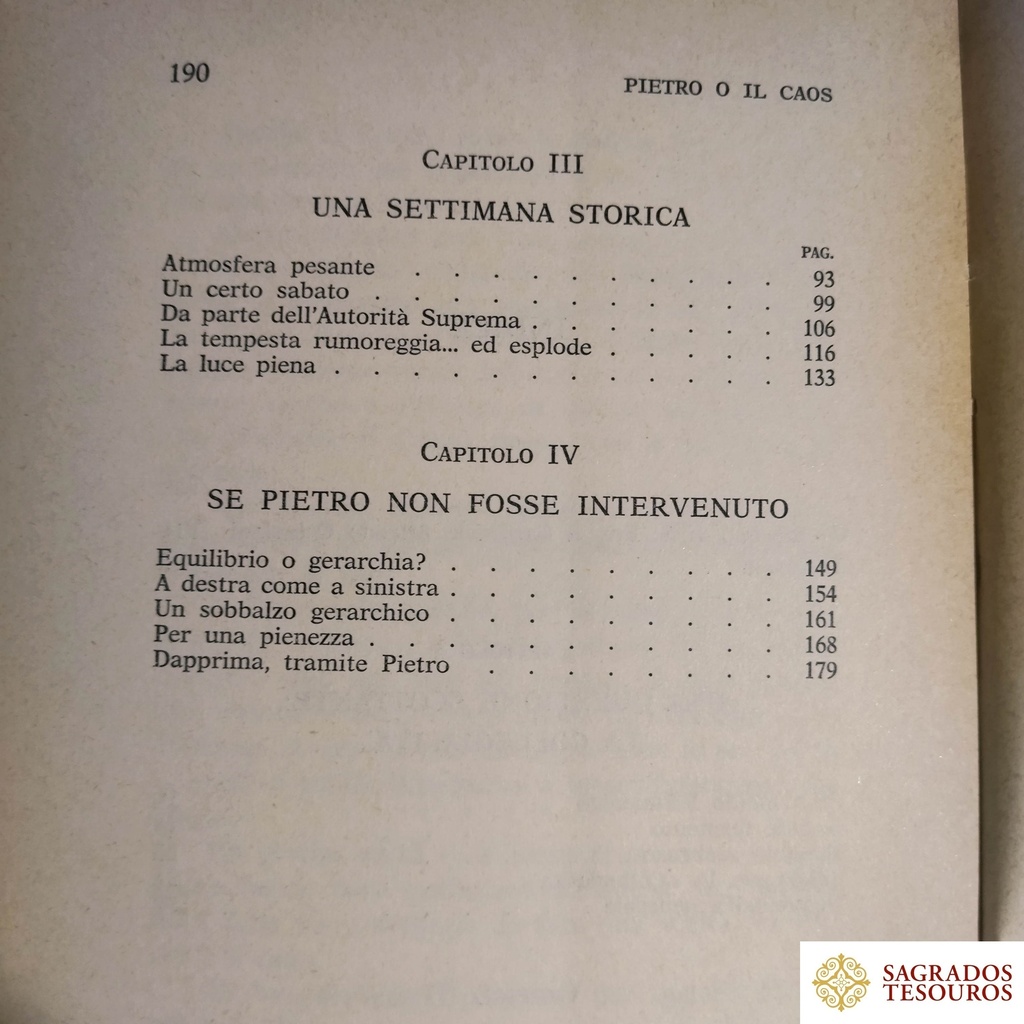 190
PIETRO O IL CAOS
CAPITOLO III
UNA SETTIMANA STORICA
PAG.
Atmosfera pesante . . . . . . . . . . 93
Un certo sabato . . . . . . . . . . . 99
Da parte dell'Autorità Suprema . . . . . . . 106
La tempesta rumoreggia... ed esplode . . . . . 116
La luce piena . . . . . . . . . . . . 133
CAPITOLO IV
SE PIETRO NON FOSSE INTERVENUTO
Equilibrio o gerarchia? . . . . . . . . . 149
A destra come a sinistra . . . . . . . . . 154
Un sobbalzo gerarchico . . . . . . . . . 161
Per una pienezza . . . . . . . . . . . 168
Dapprima, tramite Pietro . . . . . . . . 179
SAGRADOS
TESOUROS